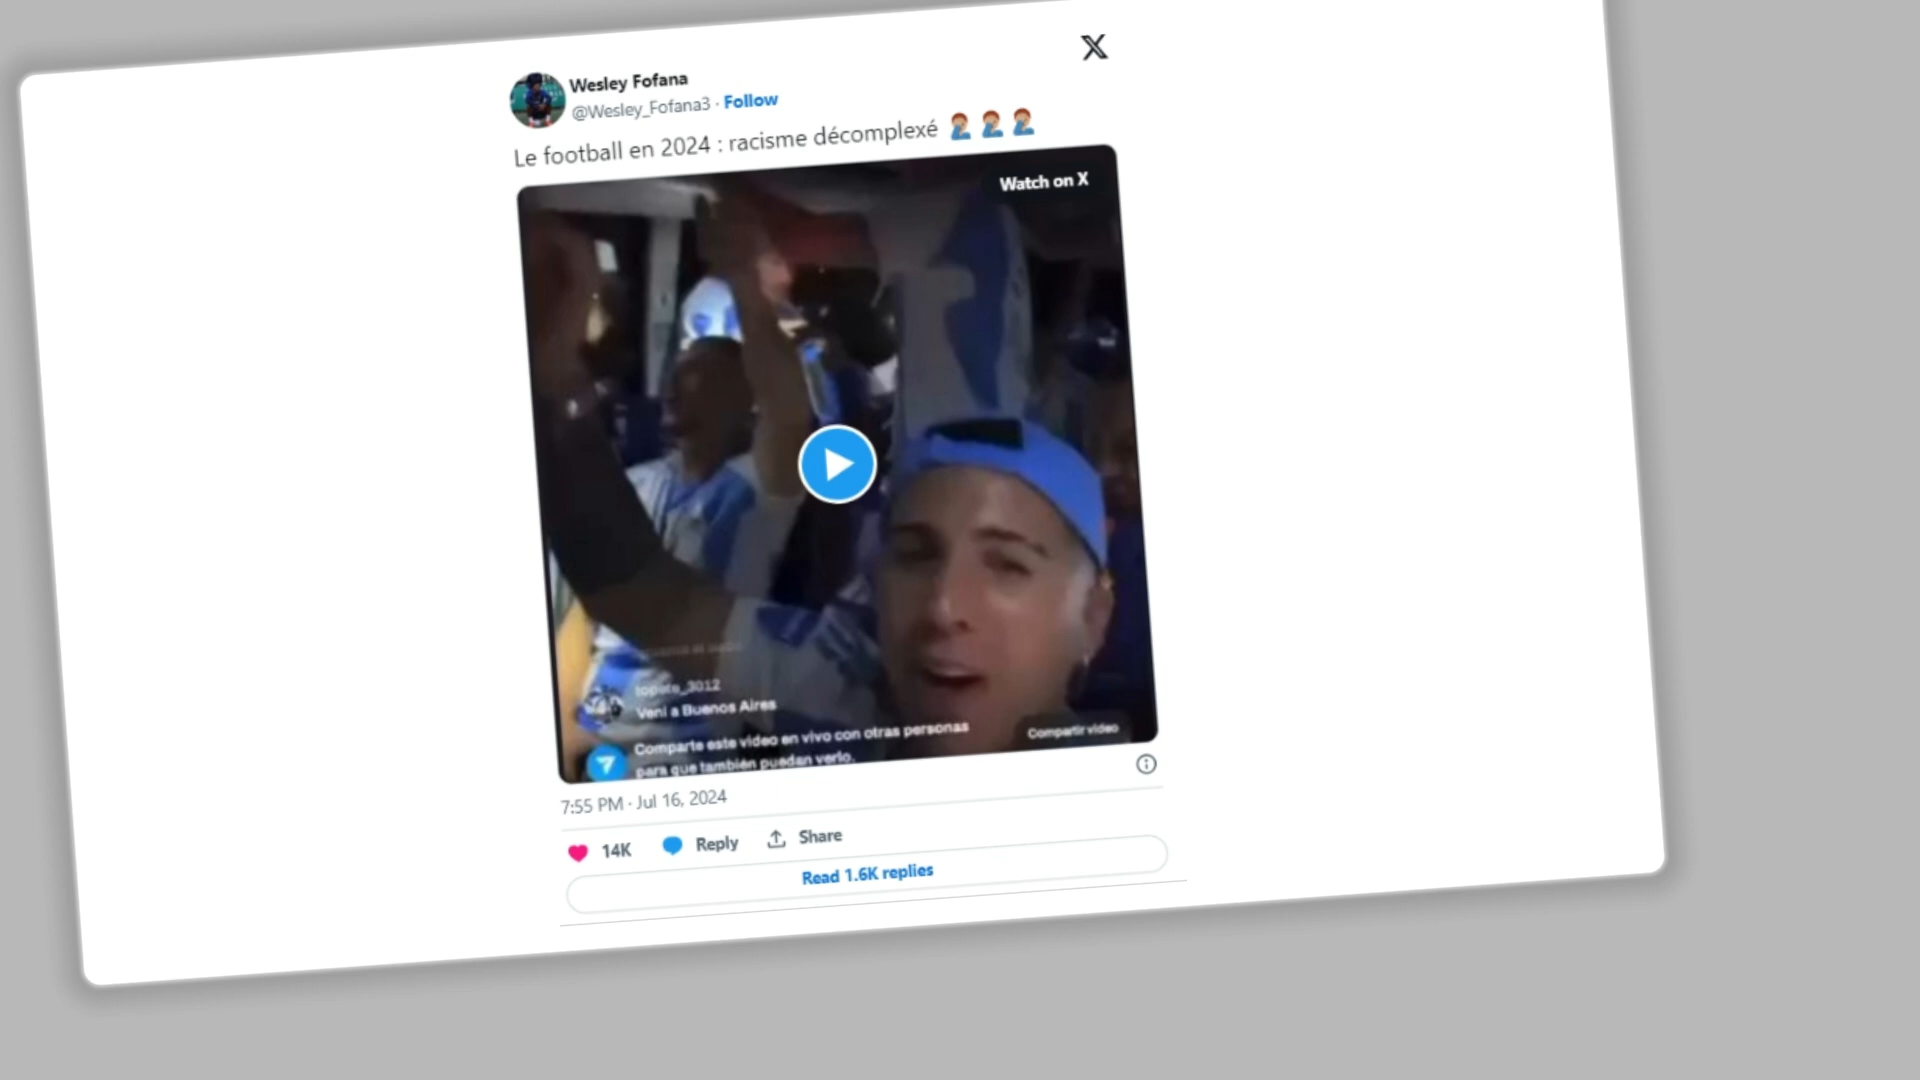 Wesley Fofana
@Wesley_Fofana3 · Follow
Le football en 2024 : racisme décomplexé 🤦🏽‍♂️🤦🏽‍♂️🤦🏽‍♂️
Watch on X
Veni a Buenos Aires
Comparte este video en vivo con otras personas
para que también puedan verlo.
Compartir video
7:55 PM · Jul 16, 2024
14K Reply Share
Read 1.6K replies